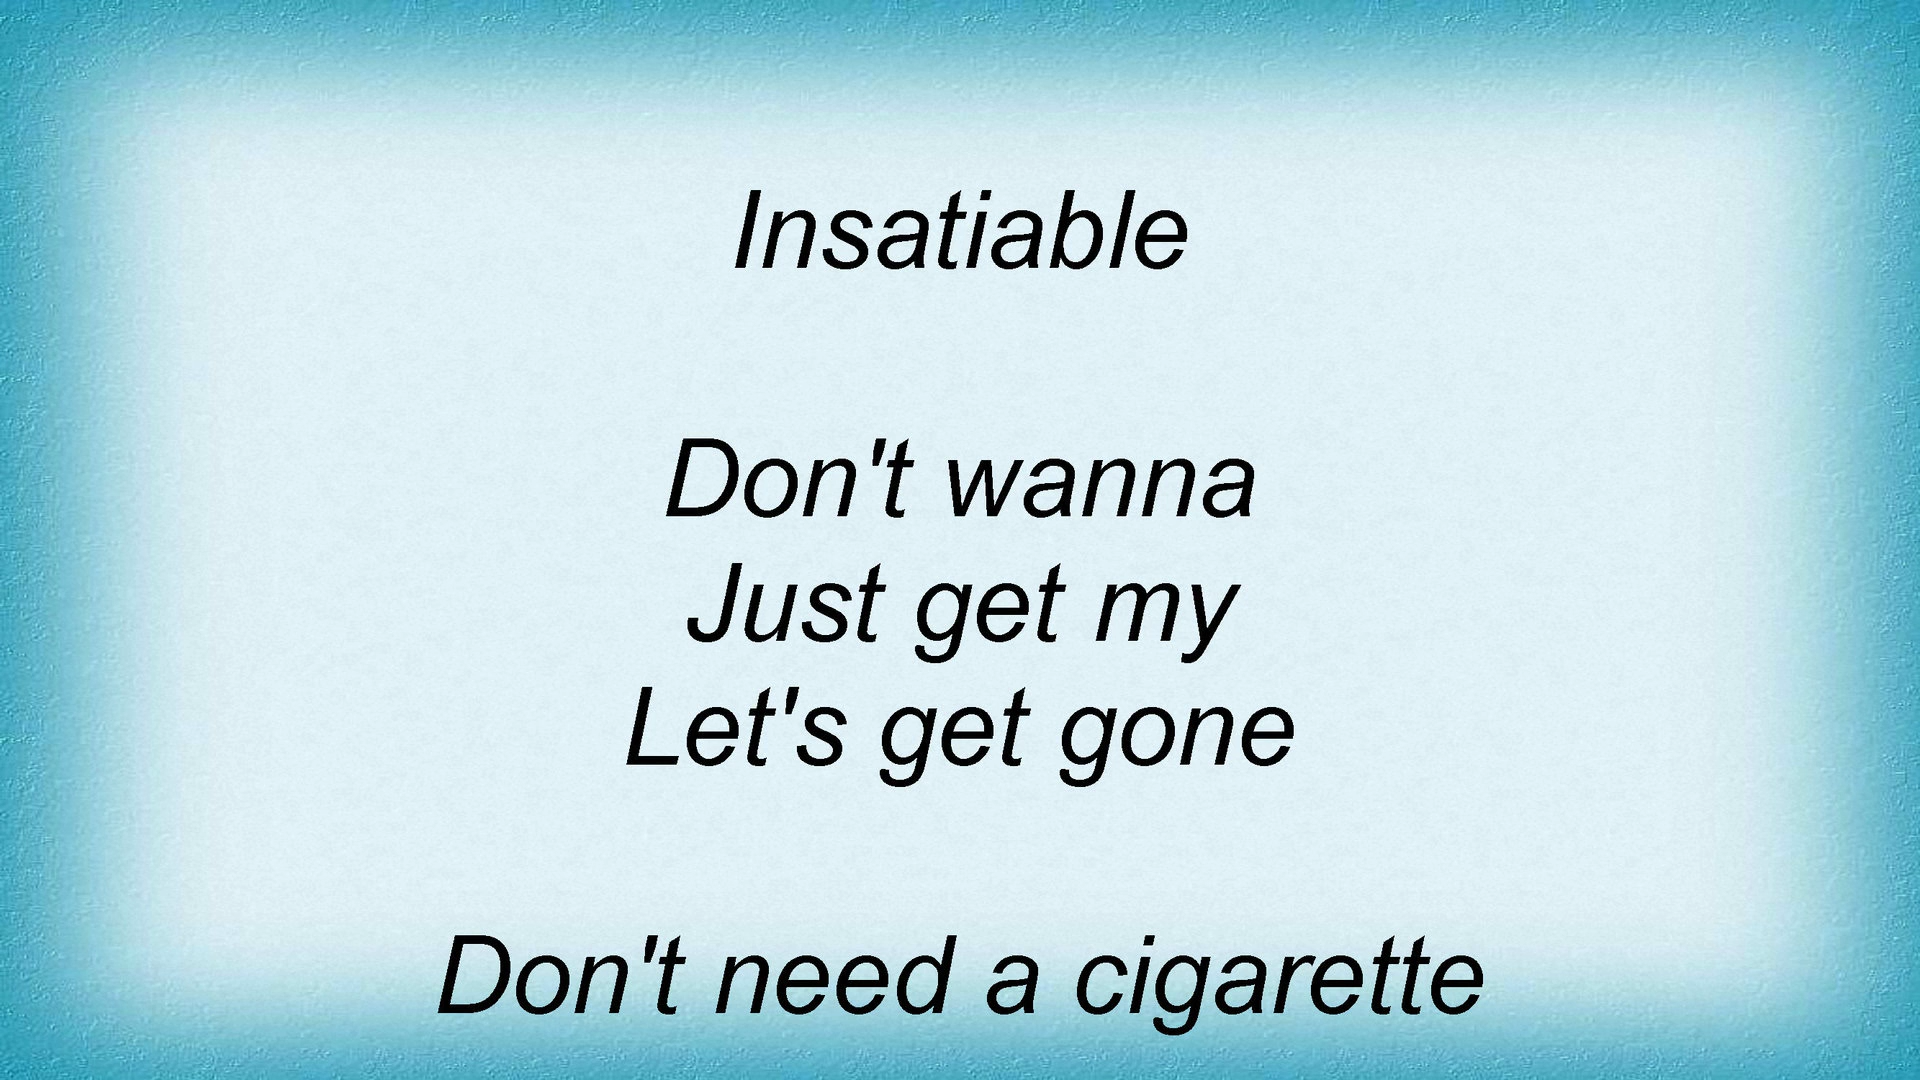 Insatiable
Don't wanna
Just get my
Let's get gone
Don't need a cigarette